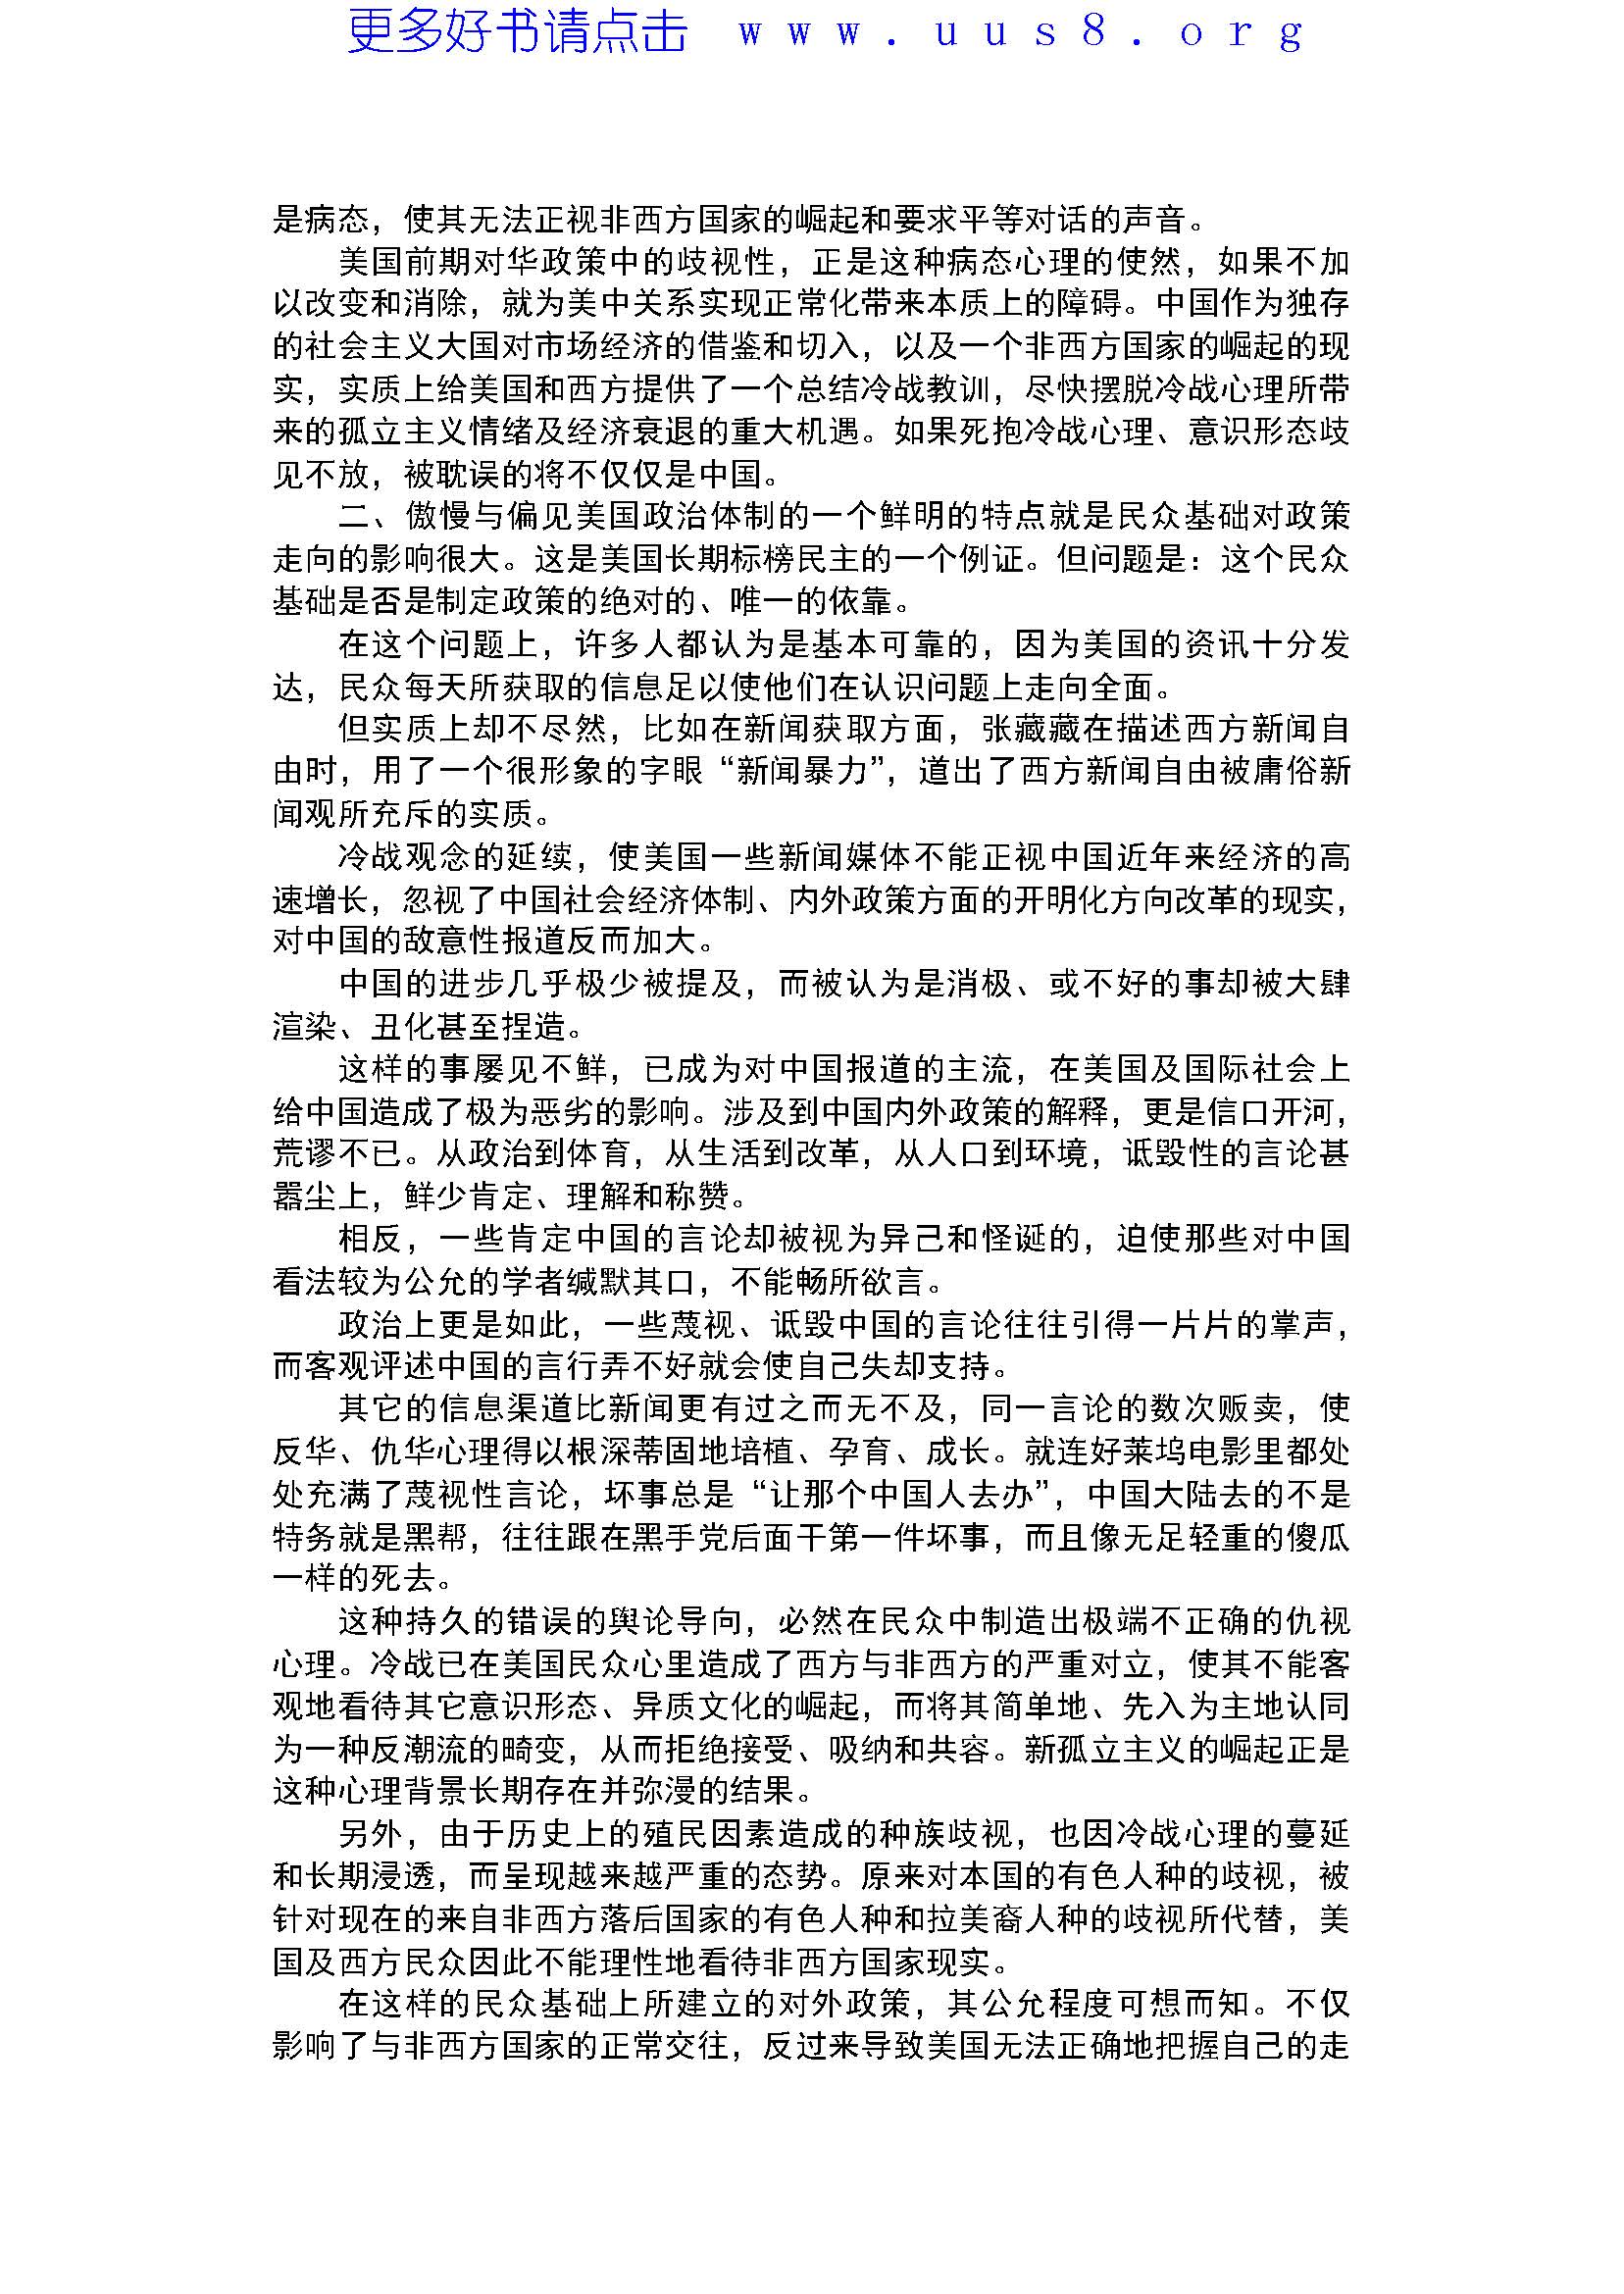 更多好书请点击 www.uus8.org
是病态，使其无法正视非西方国家的崛起和要求平等对话的声音。
美国前期对华政策中的歧视性，正是这种病态心理的使然，如果不加
以改变和消除，就为美中关系实现正常化带来本质上的障碍。中国作为独存
的社会主义大国对市场经济的借鉴和切入，以及一个非西方国家的崛起的现
实，实质上给美国和西方提供了一个总结冷战教训，尽快摆脱冷战心理所带
来的孤立主义情绪及经济衰退的重大机遇。如果死抱冷战心理、意识形态歧
见不放，被耽误的将不仅仅是中国。
二、傲慢与偏见美国政治体制的一个鲜明的特点就是民众基础对政策
走向的影响很大。这是美国长期标榜民主的一个例证。但问题是：这个民众
基础是否是制定政策的绝对的、唯一的依靠。
在这个问题上，许多人都认为是基本可靠的，因为美国的资讯十分发
达，民众每天所获取的信息足以使他们在认识问题上走向全面。
但实质上却不尽然，比如在新闻获取方面，张藏藏在描述西方新闻自
由时，用了一个很形象的字眼“新闻暴力”，道出了西方新闻自由被庸俗新
闻观所充斥的实质。
冷战观念的延续，使美国一些新闻媒体不能正视中国近年来经济的高
速增长，忽视了中国社会经济体制、内外政策方面的开明化方向改革的现实，
对中国的敌意性报道反而加大。
中国的进步几乎极少被提及，而被认为是消极、或不好的事却被大肆
渲染、丑化甚至捏造。
这样的事屡见不鲜，已成为对中国报道的主流，在美国及国际社会上
给中国造成了极为恶劣的影响。涉及到中国内外政策的解释，更是信口开河，
荒谬不已。从政治到体育，从生活到改革，从人口到环境，诋毁性的言论甚
嚣尘上，鲜少肯定、理解和称赞。
相反，一些肯定中国的言论却被视为异己和怪诞的，迫使那些对中国
看法较为公允的学者缄默其口，不能畅所欲言。
政治上更是如此，一些蔑视、诋毁中国的言论往往引得一片片的掌声，
而客观评述中国的言行弄不好就会使自己失却支持。
其它的信息渠道比新闻更有过之而无不及，同一言论的数次贩卖，使
反华、仇华心理得以根深蒂固地培植、孕育、成长。就连好莱坞电影里都处
处充满了蔑视性言论，坏事总是“让那个中国人去办”，中国大陆去的不是
特务就是黑帮，往往跟在黑手党后面干第一件坏事，而且像无足轻重的傻瓜
一样的死去。
这种持久的错误的舆论导向，必然在民众中制造出极端不正确的仇视
心理。冷战已在美国民众心里造成了西方与非西方的严重对立，使其不能客
观地看待其它意识形态、异质文化的崛起，而将其简单地、先入为主地认同
为一种反潮流的畸变，从而拒绝接受、吸纳和共容。新孤立主义的崛起正是
这种心理背景长期存在并弥漫的结果。
另外，由于历史上的殖民因素造成的种族歧视，也因冷战心理的蔓延
和长期浸透，而呈现越来越严重的态势。原来对本国的有色人种的歧视，被
针对现在的来自非西方落后国家的有色人种和拉美裔人种的歧视所代替，美
国及西方民众因此不能理性地看待非西方国家现实。
在这样的民众基础上所建立的对外政策，其公允程度可想而知。不仅
影响了与非西方国家的正常交往，反过来导致美国无法正确地把握自己的走